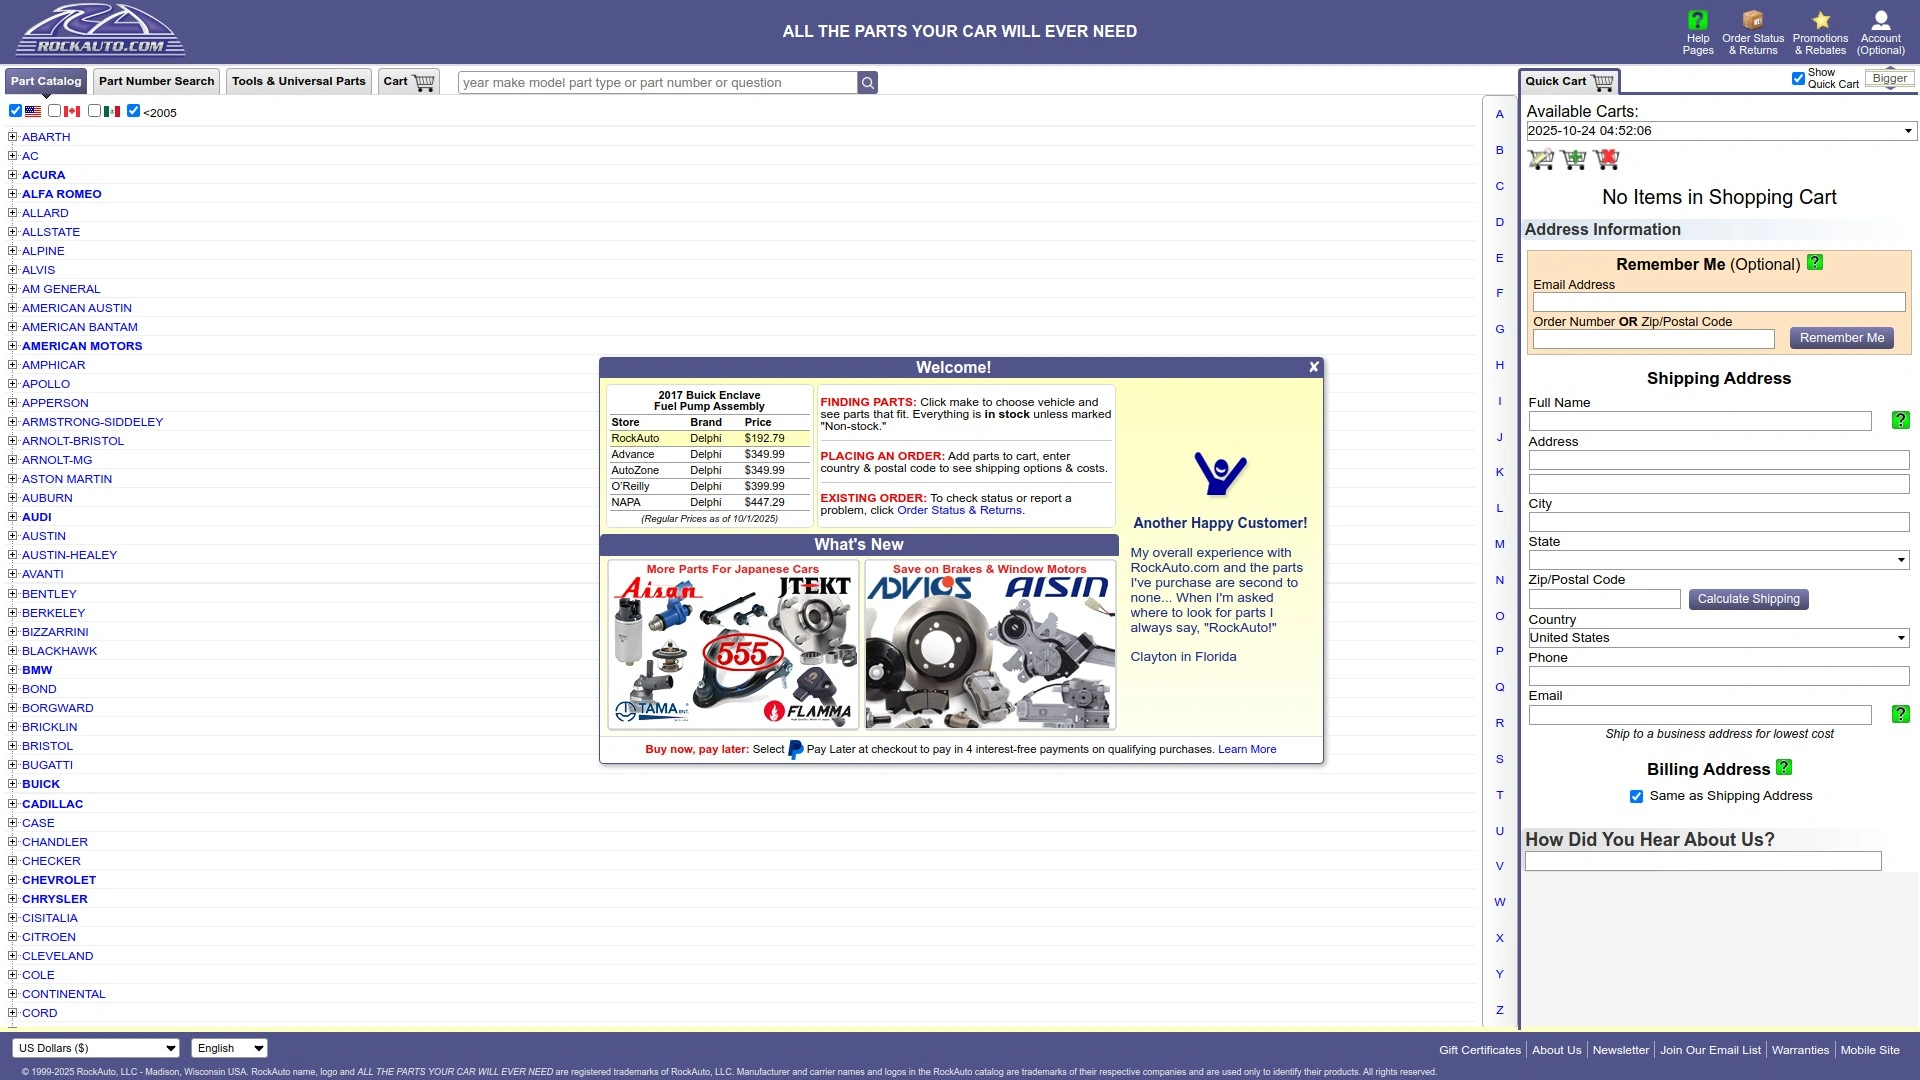 ROCKAUTO.COM
ALL THE PARTS YOUR CAR WILL EVER NEED
Help Pages
Order Status & Returns
Promotions & Rebates
Account (Optional)
Part Catalog
Part Number Search
Tools & Universal Parts
Cart
year make model part type or part number or question
Quick Cart
Show Quick Cart
Bigger
<2005
ABARTH
AC
ACURA
ALFA ROMEO
ALLARD
ALLSTATE
ALPINE
ALVIS
AM GENERAL
AMERICAN AUSTIN
AMERICAN BANTAM
AMERICAN MOTORS
AMPHICAR
APOLLO
APPERSON
ARMSTRONG-SIDDELEY
ARNOLT-BRISTOL
ARNOLT-MG
ASTON MARTIN
AUBURN
AUDI
AUSTIN
AUSTIN-HEALEY
AVANTI
BENTLEY
BERKELEY
BIZZARRINI
BLACKHAWK
BMW
BOND
BORGWARD
BRICKLIN
BRISTOL
BUGATTI
BUICK
CADILLAC
CASE
CHANDLER
CHECKER
CHEVROLET
CHRYSLER
CISITALIA
CITROEN
CLEVELAND
COLE
CONTINENTAL
CORD
Welcome!
2017 Buick Enclave
Fuel Pump Assembly
Store Brand Price
RockAuto Delphi $192.79
Advance Delphi $349.99
AutoZone Delphi $349.99
O'Reilly Delphi $399.99
NAPA Delphi $447.29
(Regular Prices as of 10/1/2025)
FINDING PARTS: Click make to choose vehicle and
see parts that fit. Everything is in stock unless marked
"Non-stock."
PLACING AN ORDER: Add parts to cart, enter
country & postal code to see shipping options & costs.
EXISTING ORDER: To check status or report a
problem, click Order Status & Returns.
What's New
More Parts For Japanese Cars
Aisan
JTEKT
555
TAMA
FLAMMA
Save on Brakes & Window Motors
ADVICS
AISIN
Another Happy Customer!
My overall experience with
RockAuto.com and the parts
I've purchase are second to
none... When I'm asked
where to look for parts I
always say, "RockAuto!"
Clayton in Florida
Buy now, pay later: Select Pay Later at checkout to pay in 4 interest-free payments on qualifying purchases. Learn More
A
B
C
D
E
F
G
H
I
J
K
L
M
N
O
P
Q
R
S
T
U
V
W
X
Y
Z
Available Carts:
2025-10-24 04:52:06
No Items in Shopping Cart
Address Information
Remember Me (Optional) ?
Email Address
Order Number OR Zip/Postal Code
Remember Me
Shipping Address
Full Name
?
Address
City
State
Zip/Postal Code
Calculate Shipping
Country
United States
Phone
Email
?
Ship to a business address for lowest cost
Billing Address ?
Same as Shipping Address
How Did You Hear About Us?
US Dollars ($)
English
Gift Certificates | About Us | Newsletter | Join Our Email List | Warranties | Mobile Site
© 1999-2025 RockAuto, LLC - Madison, Wisconsin USA. RockAuto name, logo and ALL THE PARTS YOUR CAR WILL EVER NEED are registered trademarks of RockAuto, LLC. Manufacturer and carrier names and logos in the RockAuto catalog are trademarks of their respective companies and are used only to identify their products. All rights reserved.